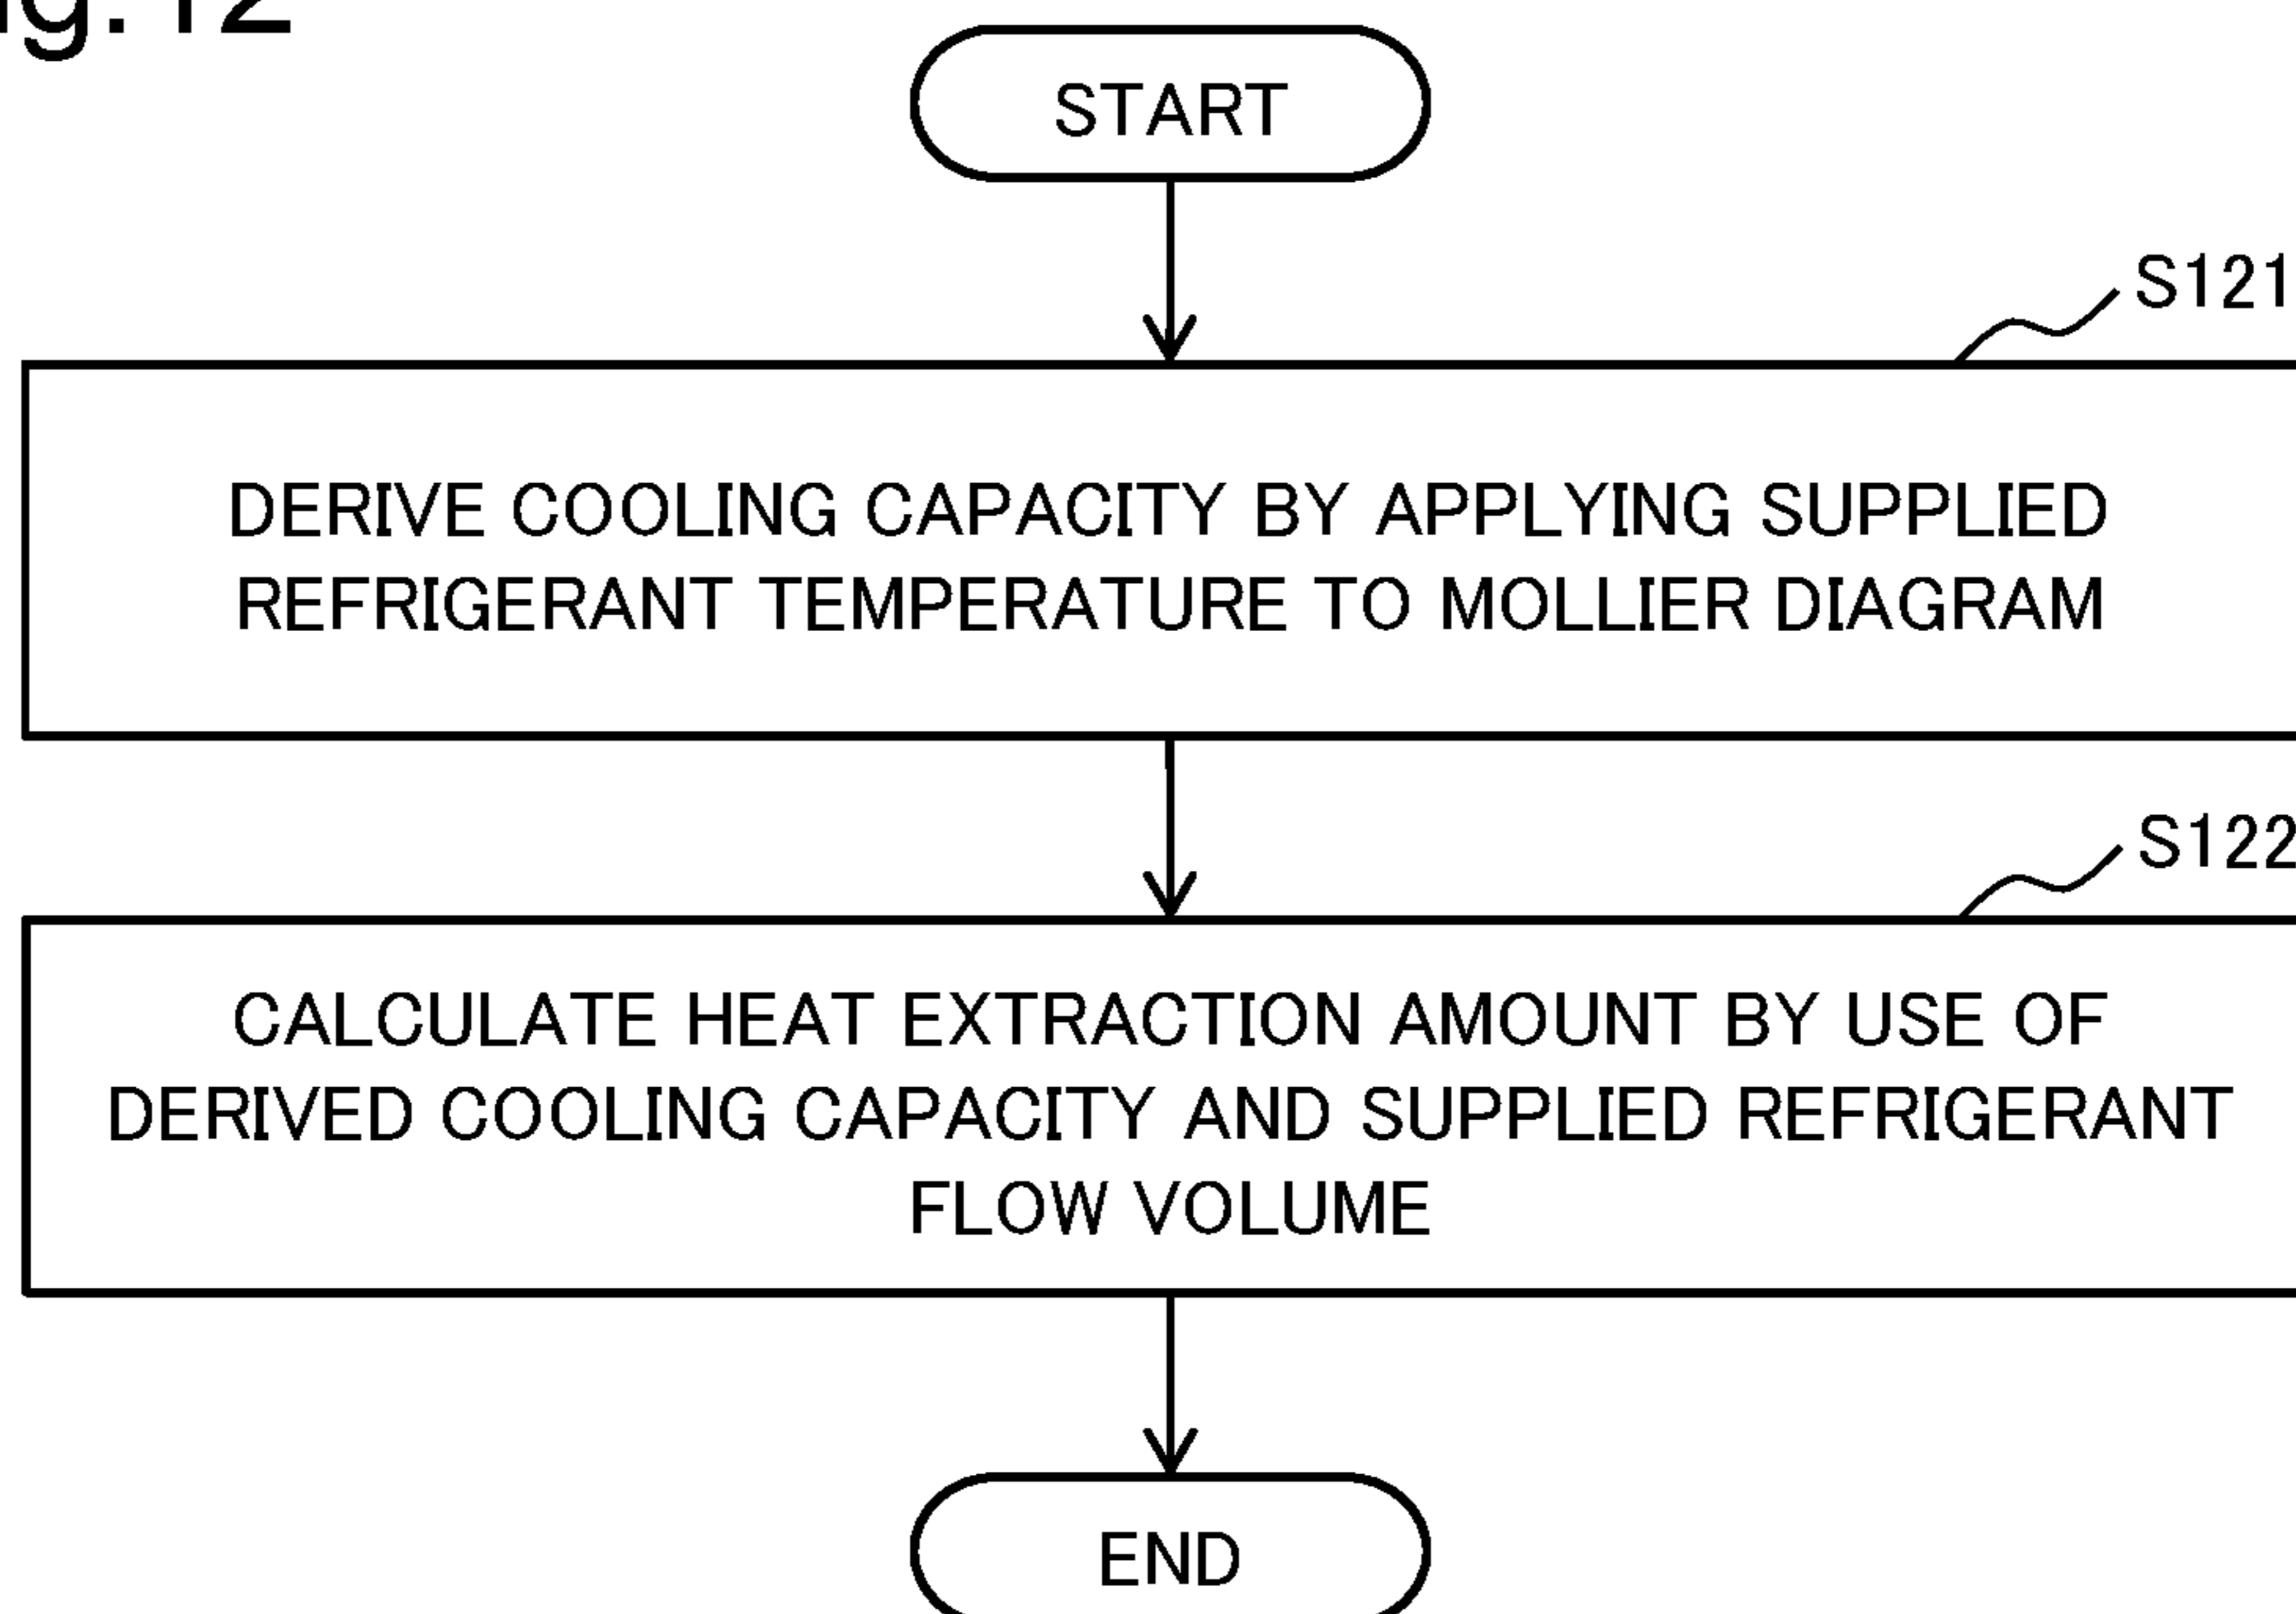 g.12
START
S121
DERIVE COOLING CAPACITY BY APPLYING SUPPLIED
REFRIGERANT TEMPERATURE TO MOLLIER DIAGRAM
S122
CALCULATE HEAT EXTRACTION AMOUNT BY USE OF
DERIVED COOLING CAPACITY AND SUPPLIED REFRIGERANT
FLOW VOLUME
END